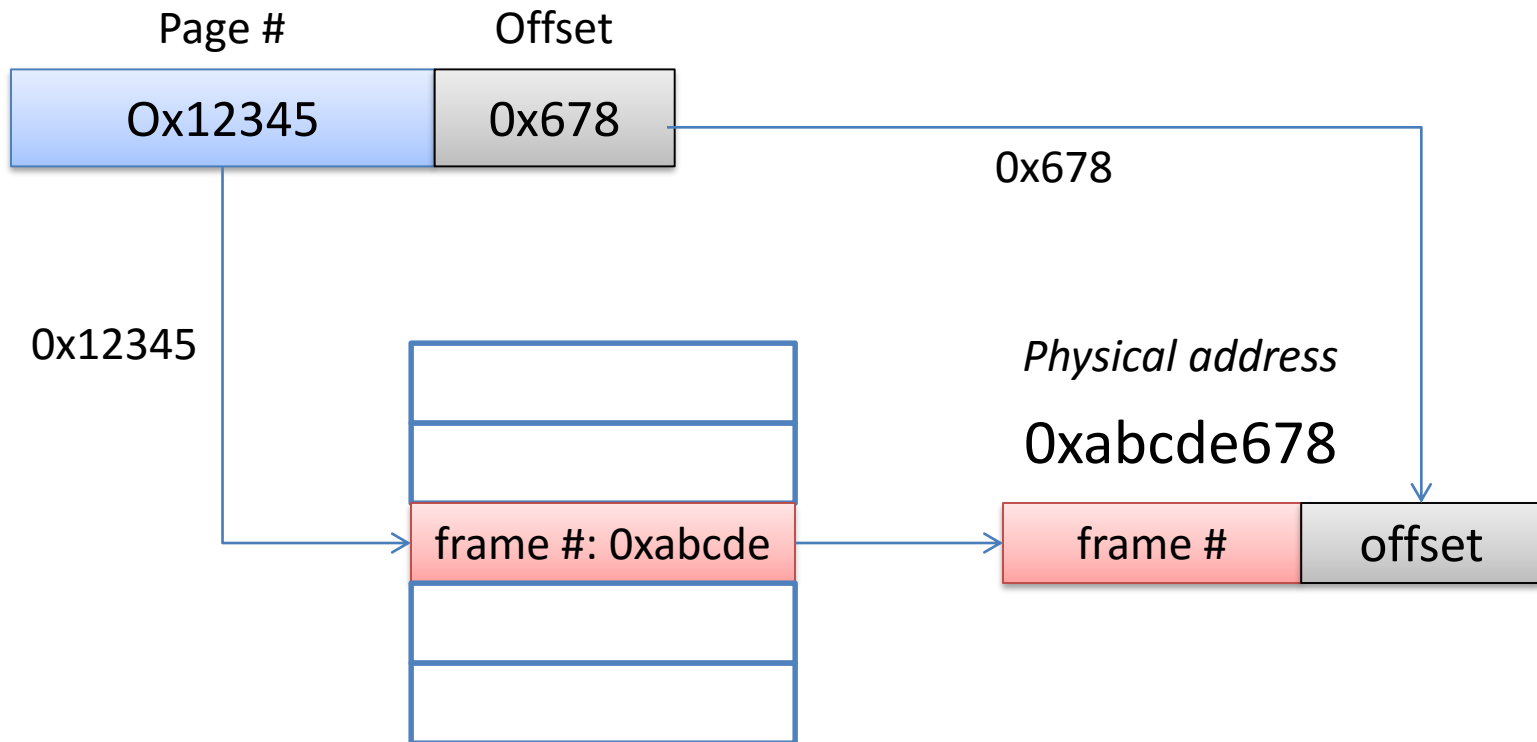 Page # Offset
Ox12345 0x678
0x678
0x12345
Physical address
0xabcde678
frame #: 0xabcde
frame # offset